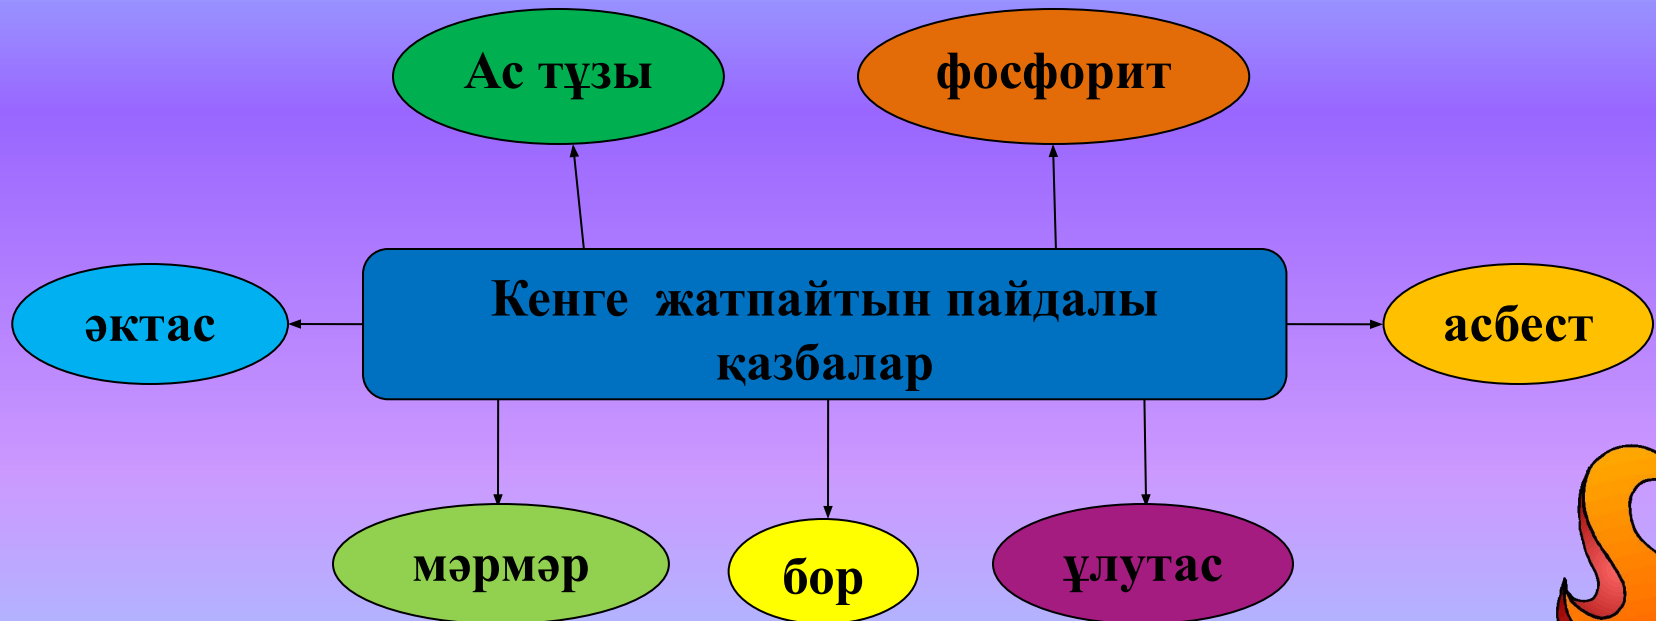 Ас тұзы
фосфорит
әктас
Кенге жатпайтын пайдалы
қазбалар
асбест
мәрмәр
бор
ұлутас